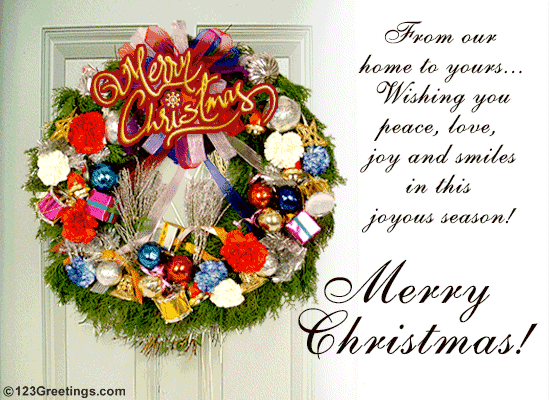 Merry
Christmas
From our
home to yours...
Wishing you
peace, love,
joy and smiles
in this
joyous season!
Merry
Christmas!
©123Greetings.com